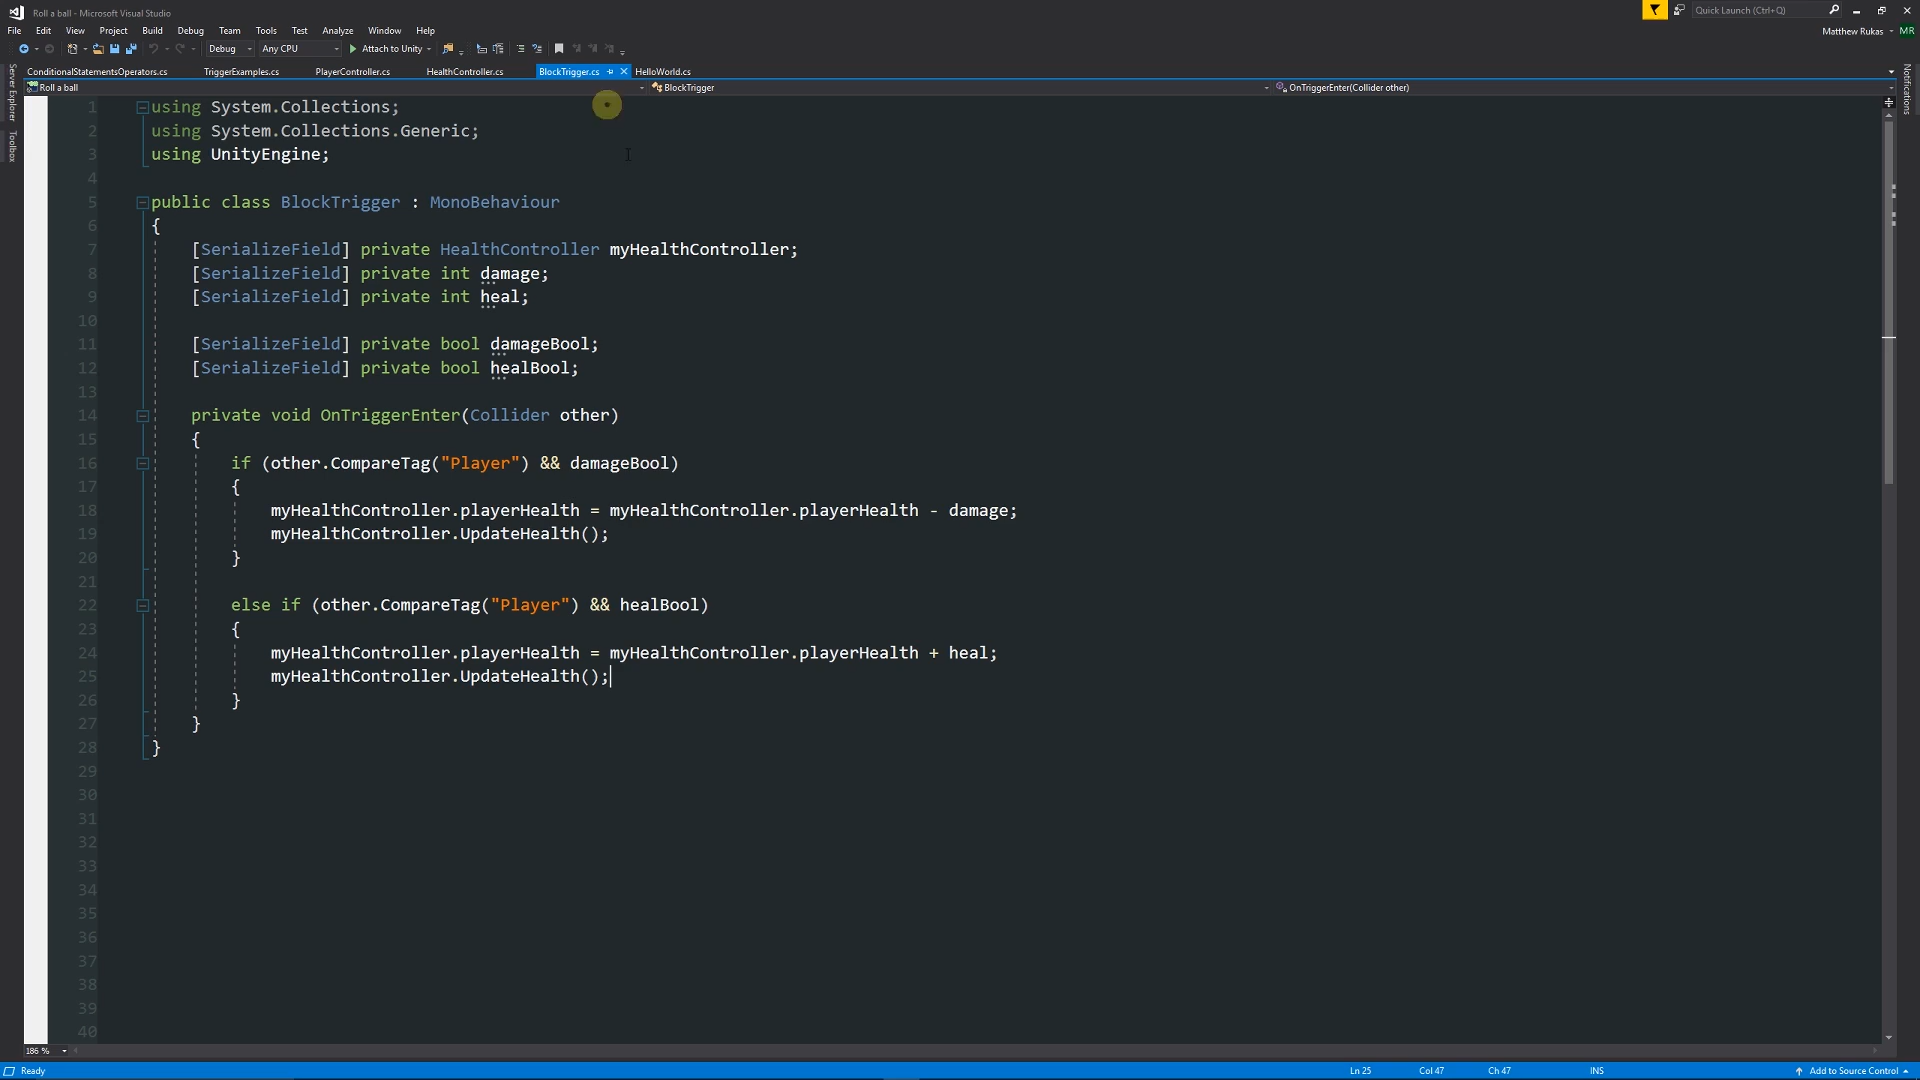 Roll a ball - Microsoft Visual Studio
Quick Launch (Ctrl+Q)
File Edit View Project Build Debug Team Tools Test Analyze Window Help
Matthew Rukas MR
Debug Any CPU Attach to Unity
ConditionalStatementsOperators.cs TriggerExamples.cs PlayerController.cs HealthController.cs BlockTrigger.cs HelloWorld.cs
Roll a ball BlockTrigger OnTriggerEnter(Collider other)
Server Explorer
Toolbox
Notifications
1 using System.Collections;
2 using System.Collections.Generic;
3 using UnityEngine;
4
5 public class BlockTrigger : MonoBehaviour
6 {
7 [SerializeField] private HealthController myHealthController;
8 [SerializeField] private int damage;
9 [SerializeField] private int heal;
10
11 [SerializeField] private bool damageBool;
12 [SerializeField] private bool healBool;
13
14 private void OnTriggerEnter(Collider other)
15 {
16 if (other.CompareTag("Player") && damageBool)
17 {
18 myHealthController.playerHealth = myHealthController.playerHealth - damage;
19 myHealthController.UpdateHealth();
20 }
21
22 else if (other.CompareTag("Player") && healBool)
23 {
24 myHealthController.playerHealth = myHealthController.playerHealth + heal;
25 myHealthController.UpdateHealth();
26 }
27 }
28 }
29
30
31
32
33
34
35
36
37
38
39
40
186 %
Ready Ln 25 Col 47 Ch 47 INS Add to Source Control